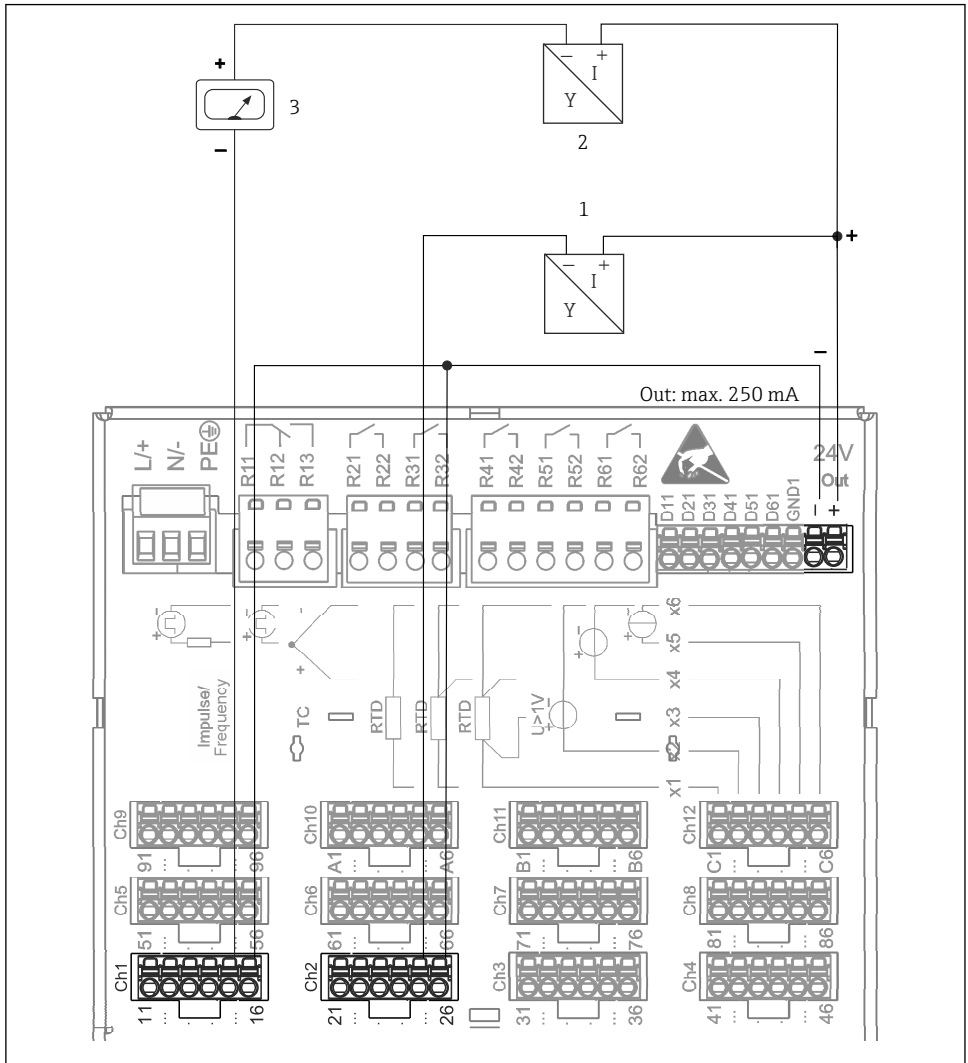 +
− +
I
Y
3
−
2
1
+
− +
I
Y
−
Out: max. 250 mA
L/+
N/-
PE
R11
R12
R13
R21
R22
R31
R32
R41
R42
R51
R52
R61
R62
24V
Out
D11
D21
D31
D41
D51
D61
GND1
−
+
- + - + - +
Impulse/
Frequency
TC
RTD
RTD
RTD
U>1V
- +
- +
- +
x6
x5
x4
x3
x2
x1
Ch9
91 ... ... 96
Ch10
A1 ... ... A6
Ch11
B1 ... ... B6
Ch12
C1 ... ... C6
Ch5
51 ... ... 56
Ch6
61 ... ... 66
Ch7
71 ... ... 76
Ch8
81 ... ... 86
Ch1
11 ... ... 16
Ch2
21 ... ... 26
Ch3
31 ... ... 36
Ch4
41 ... ... 46